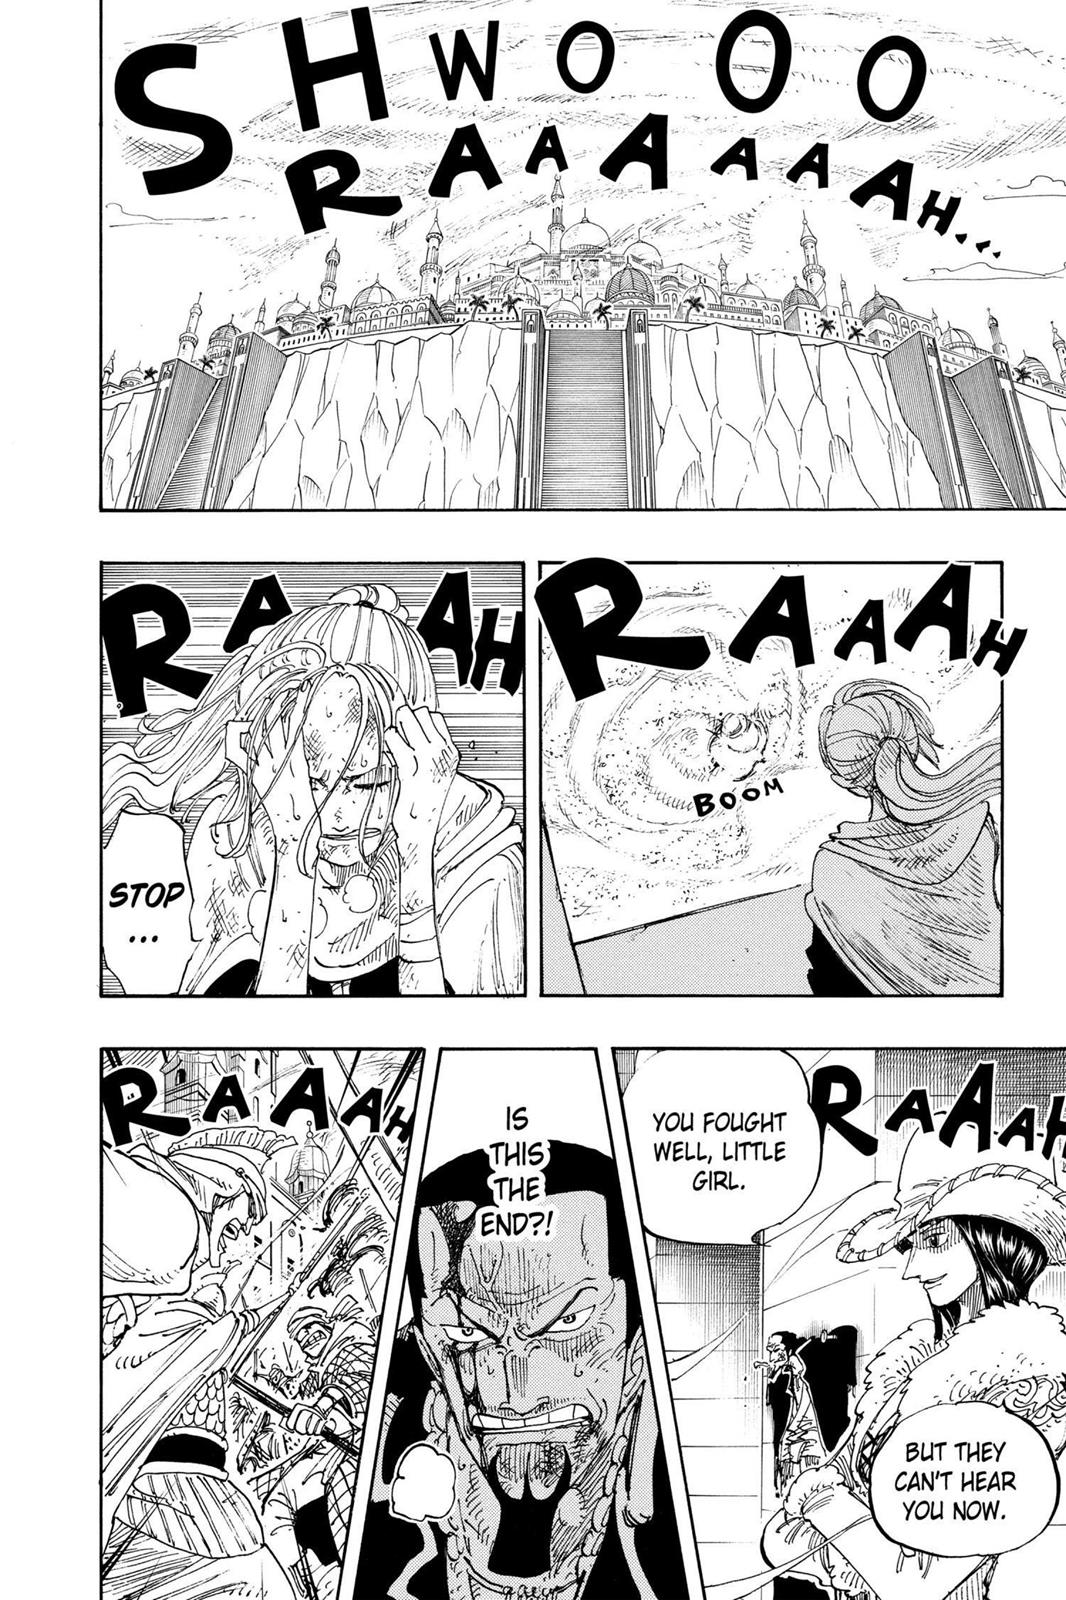 SHWOOO
RAAAAAAAH...
RAAAAH
BOOM
RAAAH
STOP
...
RAAAAH
YOU FOUGHT
WELL, LITTLE
GIRL.
BUT THEY
CAN'T HEAR
YOU NOW.
IS
THIS
THE
END?!
RAAAAH